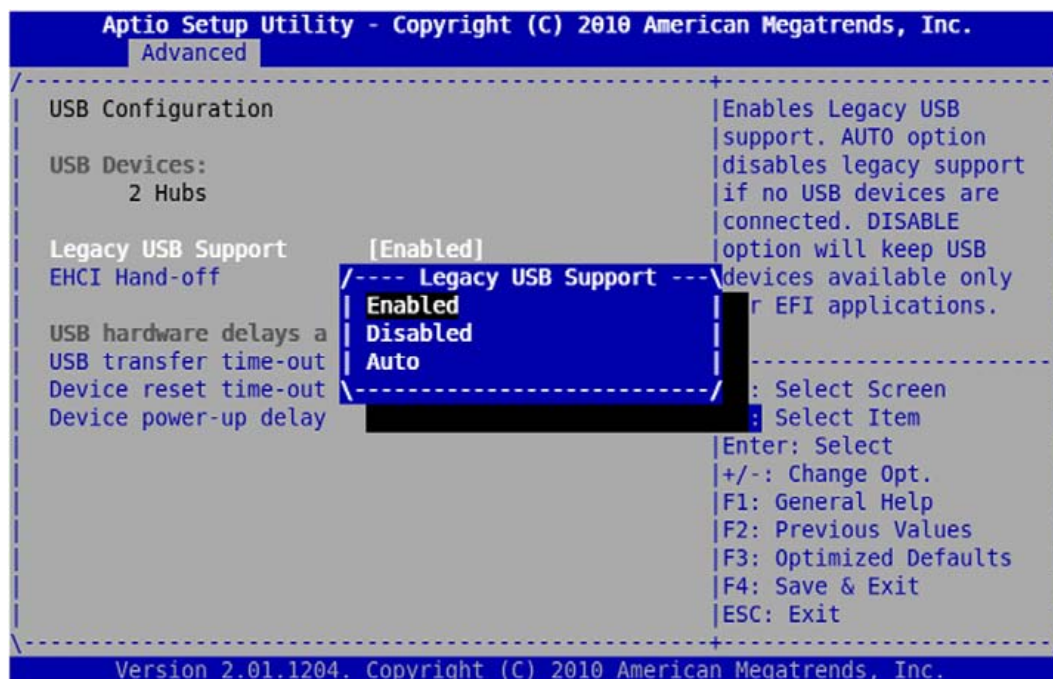 Aptio Setup Utility - Copyright (C) 2010 American Megatrends, Inc.
Advanced
USB Configuration
USB Devices:
2 Hubs
Legacy USB Support [Enabled]
EHCI Hand-off
USB hardware delays a
USB transfer time-out
Device reset time-out
Device power-up delay
---- Legacy USB Support ---
Enabled
Disabled
Auto
Enables Legacy USB
support. AUTO option
disables legacy support
if no USB devices are
connected. DISABLE
option will keep USB
devices available only
r EFI applications.
: Select Screen
: Select Item
Enter: Select
+/-: Change Opt.
F1: General Help
F2: Previous Values
F3: Optimized Defaults
F4: Save & Exit
ESC: Exit
Version 2.01.1204. Copyright (C) 2010 American Megatrends, Inc.